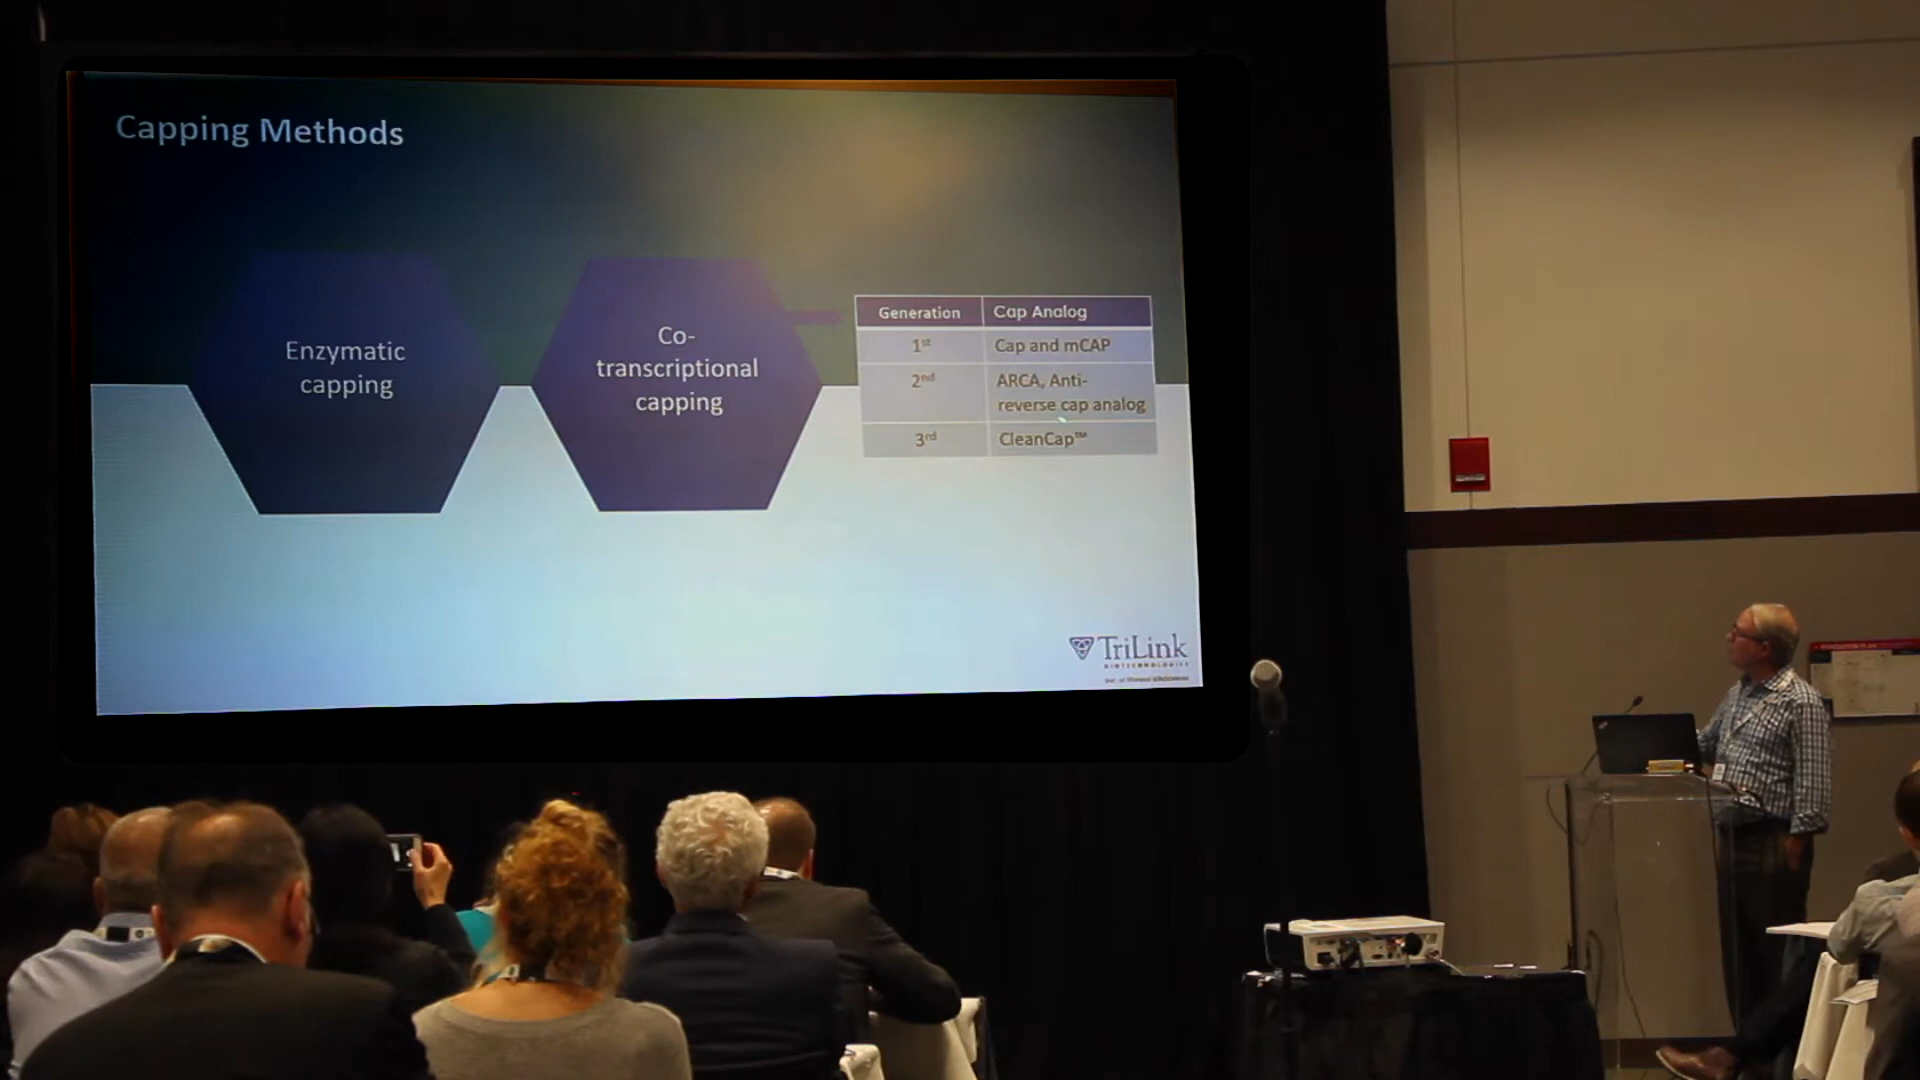 Capping Methods
Enzymatic
capping
Co-
transcriptional
capping
Generation Cap Analog
1st Cap and mCAP
2nd ARCA, Anti-
reverse cap analog
3rd CleanCap™
TriLink
BIOTECHNOLOGIES